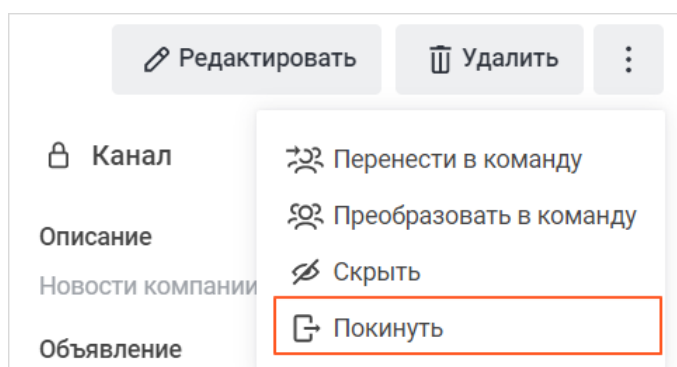 Редактировать
Удалить
Канал
Перенести в команду
Преобразовать в команду
Описание
Скрыть
Новости компании
Покинуть
Объявление